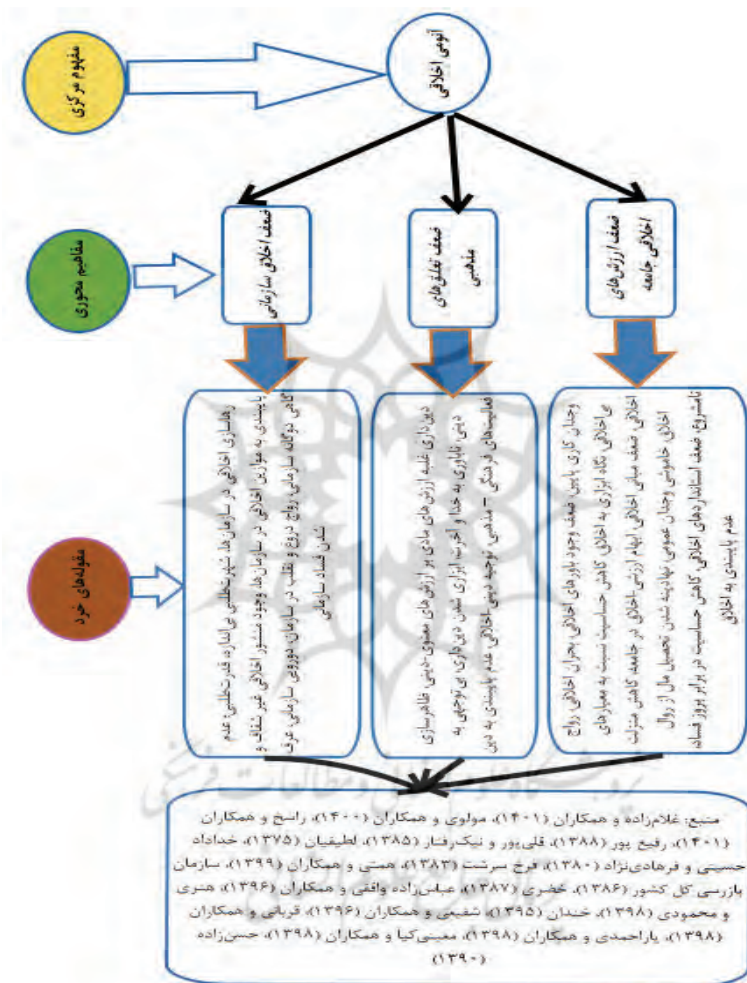 مفهوم مرکزی
آنومی اخلاقی
مفاهیم محوری
ضعف اخلاق سازمانی
ضعف تعلق‌های
مذهبی
ضعف ارزش‌های
اخلاقی جامعه
مقوله‌های خرد
رهاسازی اخلاقی در سازمان‌ها، شهرت‌طلبی بی‌اندازه، قدرت‌طلبی؛ عدم
پایبندی به موازین اخلاقی در سازمان‌ها، وجود منشور اخلاقی غیر شفاف و
گاهی دوگانه سازمانی، رواج دروغ و تقلب در سازمان، دورویی سازمانی، عرف
شدن فساد سازمانی
دین‌داری غلبه ارزش‌های مادی بر ارزش‌های معنوی-دینی، ظاهرسازی
دینی، ناباوری به خدا و آخرت، ابزاری شدن دین‌داری، بی‌توجهی به
فعالیت‌های فرهنگی – مذهبی، توجیه دینی-اخلاقی، عدم پایبندی به دین
وجدان کاری پایین، ضعف وجود باورهای اخلاقی، بحران اخلاقی، رواج
بی‌اخلاقی، نگاه ابزاری به اخلاق، کاهش حساسیت نسبت به معیارهای
اخلاقی، ضعف مبانی اخلاقی، ابهام ارزشی-اخلاق در جامعه، کاهش منزلت
اخلاق، خاموشی وجدان عمومی، نهادینه شدن تحصیل مال از روال
نامشروع، ضعف استانداردهای اخلاقی، کاهش حساسیت در برابر بروز فساد،
عدم پایبندی به اخلاق
منبع: غلام‌زاده و همکاران (۱۴۰۱)، مولوی و همکاران (۱۴۰۰)، راسخ و همکاران
(۱۴۰۱)، رفیع پور (۱۳۸۸)، قلی‌پور و نیک‌رفتار (۱۳۸۵)، لطیفیان (۱۳۷۵)، خداداد
حسینی و فرهادی‌نژاد (۱۳۸۰)، فرخ سرشت (۱۳۸۳)، همتی و همکاران (۱۳۹۹)، سازمان
بازرسی کل کشور (۱۳۸۶)، خضری (۱۳۸۷)، عباس‌زاده واقفی و همکاران (۱۳۹۶)، هنری
و محمودی (۱۳۹۸)، خندان (۱۳۹۵)، شفیعی و همکاران (۱۳۹۶)، قربانی و همکاران
(۱۳۹۸)، یاراحمدی و همکاران (۱۳۹۸)، معینی‌کیا و همکاران (۱۳۹۸)، حسن‌زاده
(۱۳۹۰)